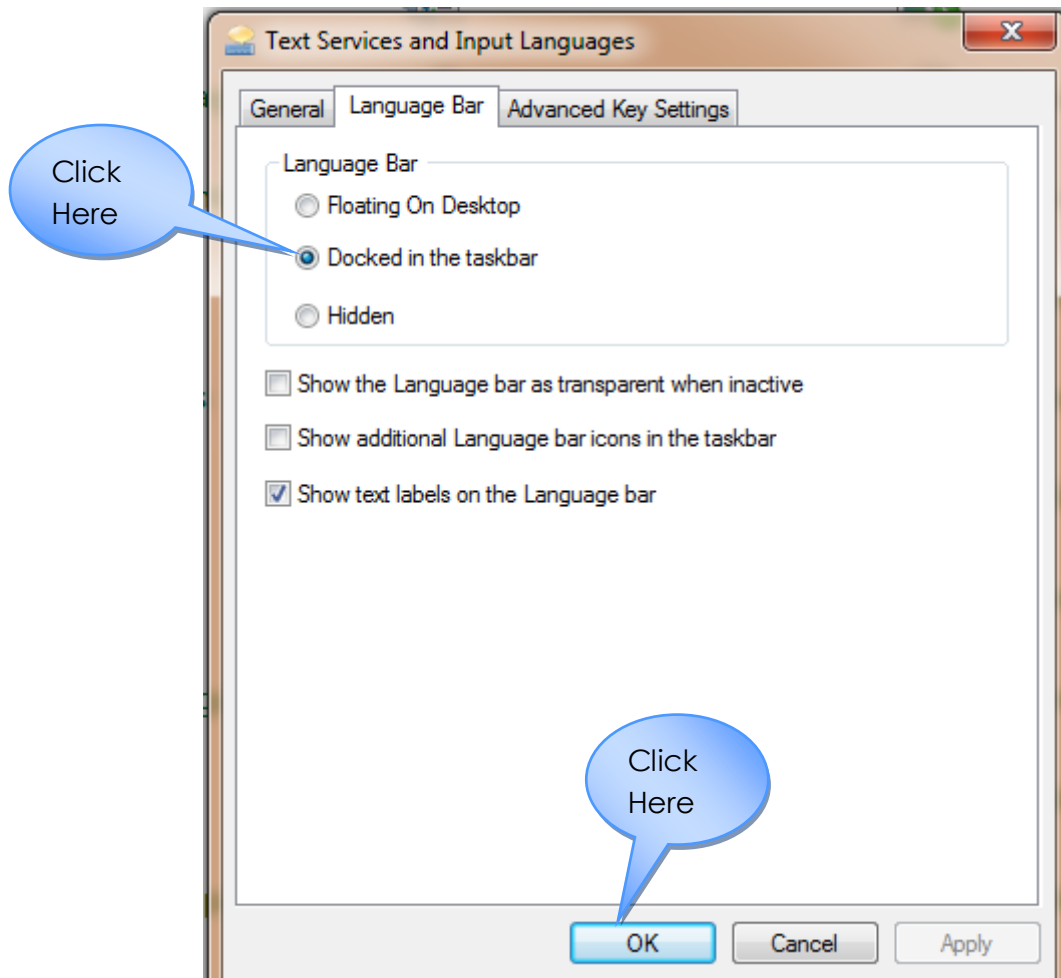 Text Services and Input Languages
General Language Bar Advanced Key Settings
Language Bar
Click
Here
Floating On Desktop
Docked in the taskbar
Hidden
Show the Language bar as transparent when inactive
Show additional Language bar icons in the taskbar
Show text labels on the Language bar
Click
Here
OK Cancel Apply